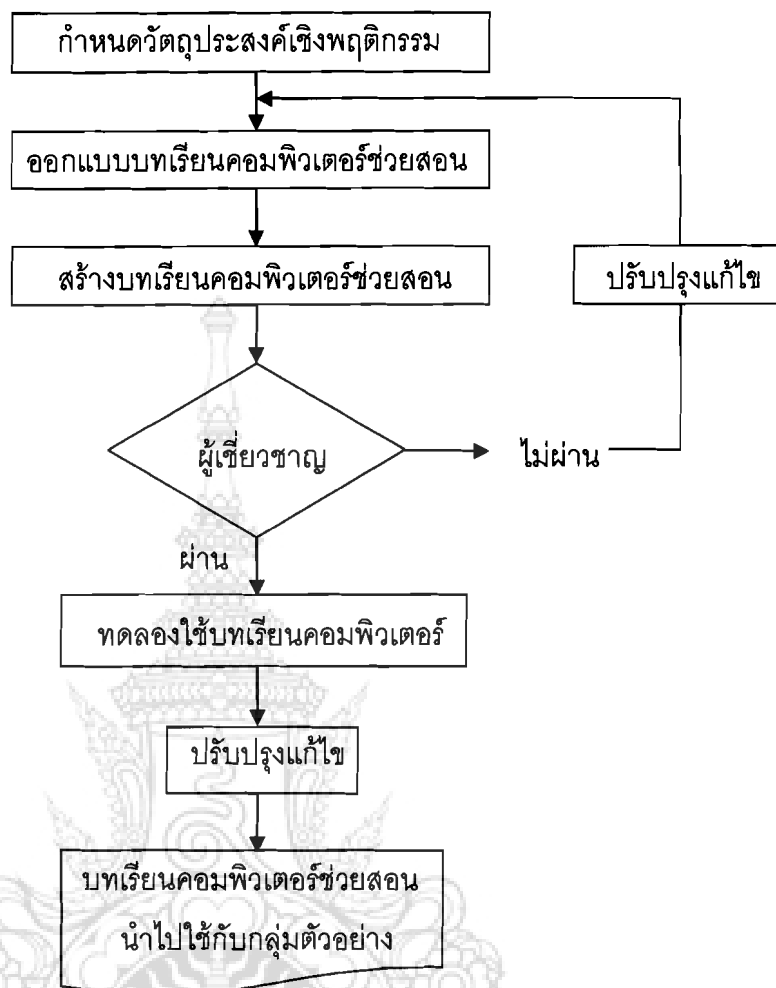 กำหนดวัตถุประสงค์เชิงพฤติกรรม
ออกแบบบทเรียนคอมพิวเตอร์ช่วยสอน
สร้างบทเรียนคอมพิวเตอร์ช่วยสอน
ปรับปรุงแก้ไข
ผู้เชี่ยวชาญ
ไม่ผ่าน
ผ่าน
ทดลองใช้บทเรียนคอมพิวเตอร์
ปรับปรุงแก้ไข
บทเรียนคอมพิวเตอร์ช่วยสอน
นำไปใช้กับกลุ่มตัวอย่าง